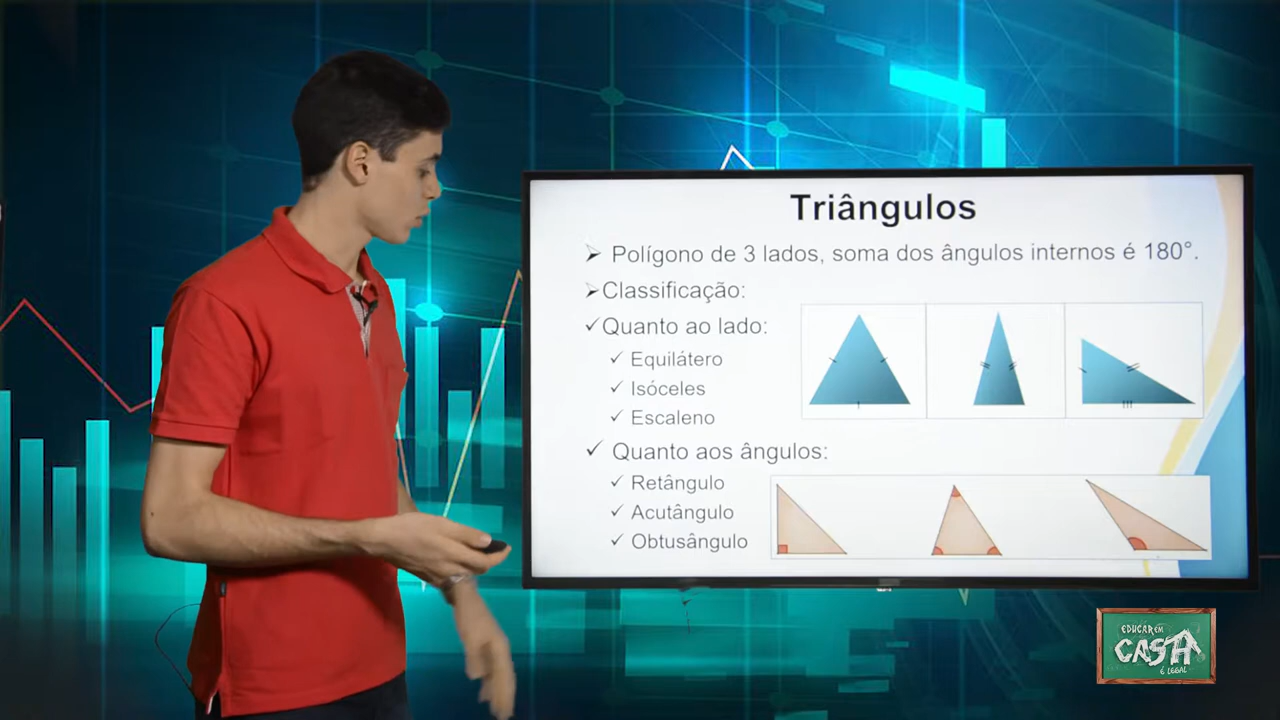 Triângulos
Polígono de 3 lados, soma dos ângulos internos é 180°.
Classificação:
Quanto ao lado:
Equilátero
Isóceles
Escaleno
Quanto aos ângulos:
Retângulo
Acutângulo
Obtusângulo
EDUCAR EM
CASA
É LEGAL